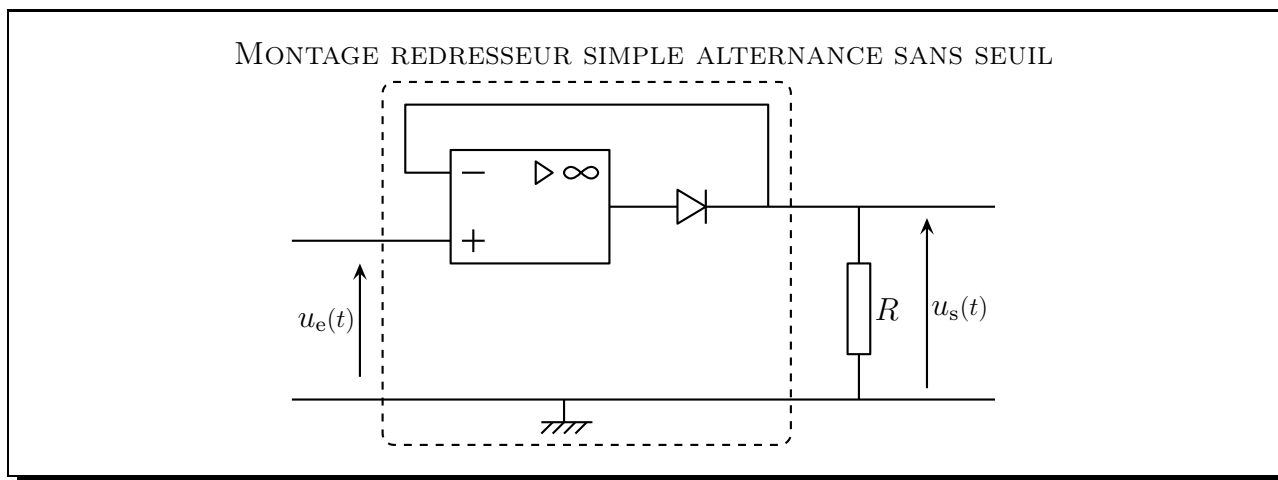 Montage redresseur simple alternance sans seuil
− ▷ ∞
+
u_e(t)
R
u_s(t)